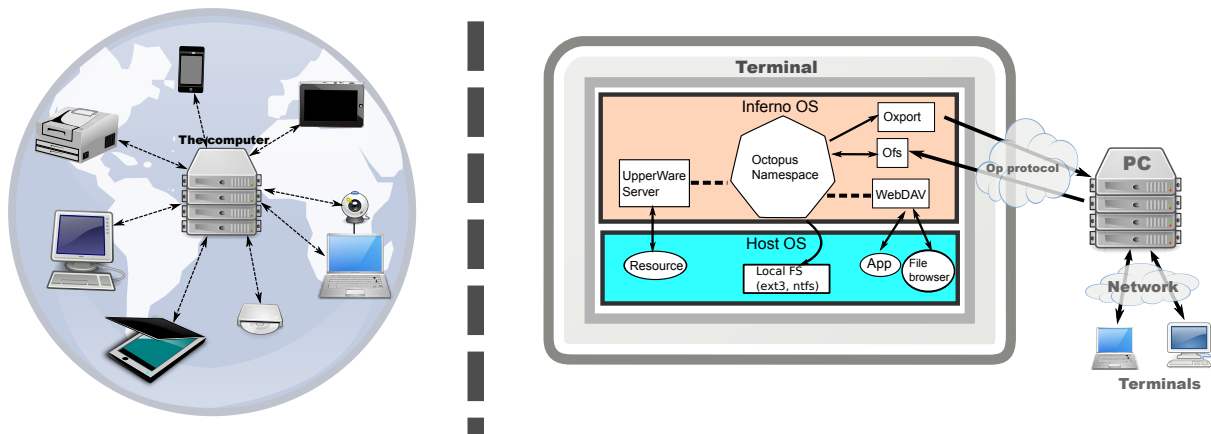 The computer
Terminal
Inferno OS
Oxport
Ofs
Octopus
Namespace
UpperWare
Server
WebDAV
Host OS
Resource
Local FS
(ext3, ntfs)
App
File
browser
Op protocol
PC
Network
Terminals